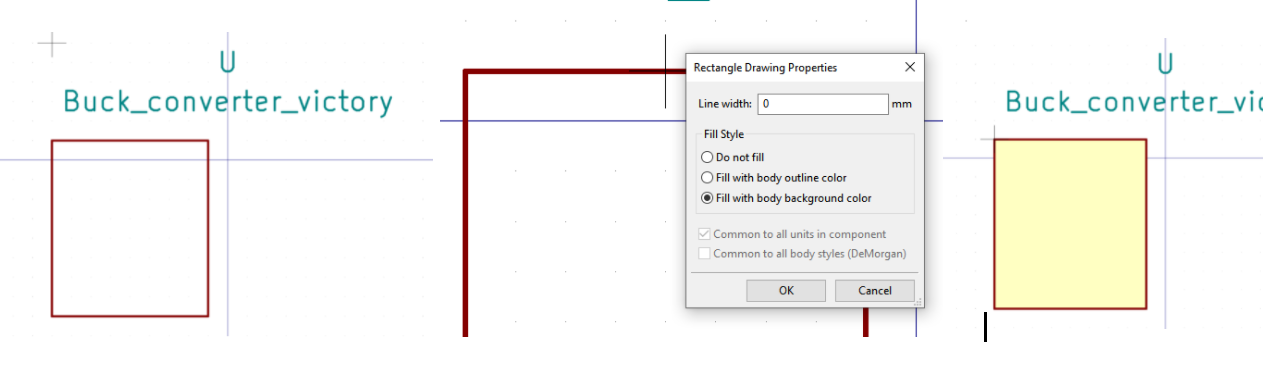 U
Buck_converter_victory
Rectangle Drawing Properties
Line width: 0 mm
Fill Style
Do not fill
Fill with body outline color
Fill with body background color
Common to all units in component
Common to all body styles (DeMorgan)
OK Cancel
U
Buck_converter_vic